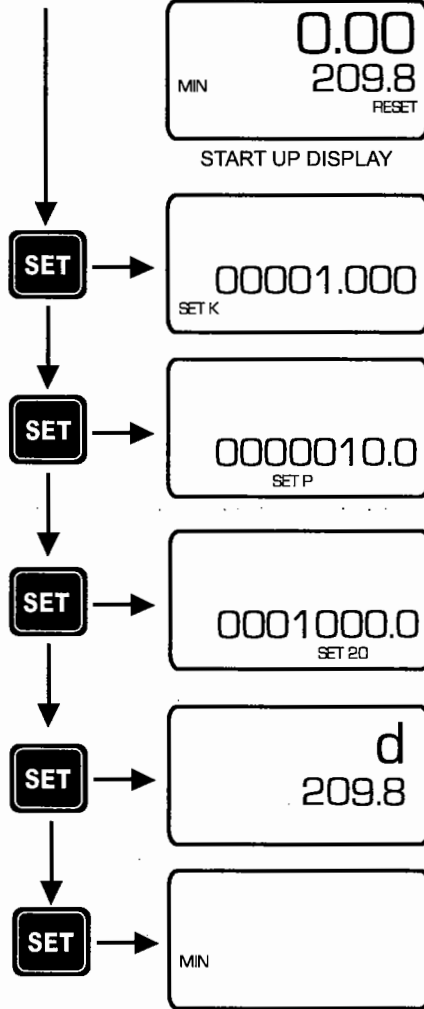 0.00
MIN 209.8
RESET
START UP DISPLAY
SET
00001.000
SET K
SET
0000010.0
SET P
SET
0001000.0
SET 20
SET
d
209.8
SET
MIN